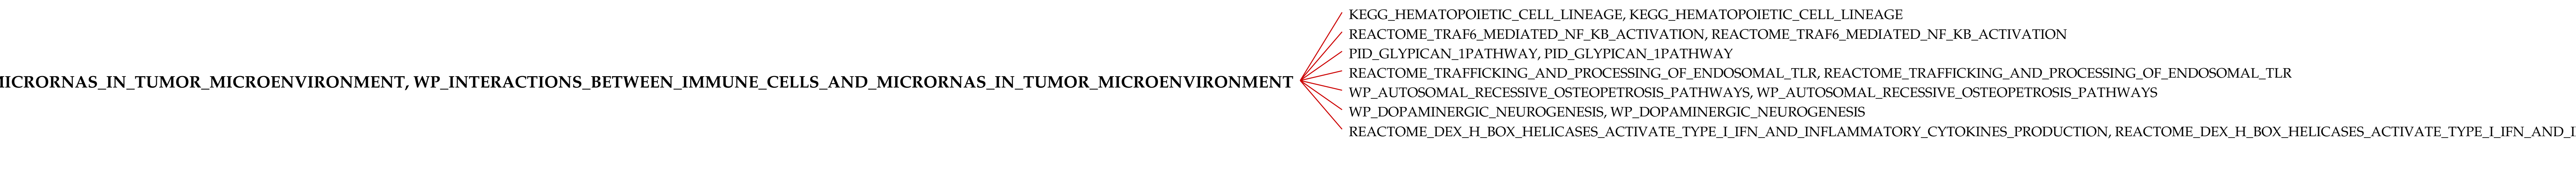 KEGG_HEMATOPOIETIC_CELL_LINEAGE, KEGG_HEMATOPOIETIC_CELL_LINEAGE
REACTOME_TRAF6_MEDIATED_NF_KB_ACTIVATION, REACTOME_TRAF6_MEDIATED_NF_KB_ACTIVATION
PID_GLYPICAN_1PATHWAY, PID_GLYPICAN_1PATHWAY
REACTOME_TRAFFICKING_AND_PROCESSING_OF_ENDOSOMAL_TLR, REACTOME_TRAFFICKING_AND_PROCESSING_OF_ENDOSOMAL_TLR
MICRORNAS_IN_TUMOR_MICROENVIRONMENT, WP_INTERACTIONS_BETWEEN_IMMUNE_CELLS_AND_MICRORNAS_IN_TUMOR_MICROENVIRONMENT
WP_AUTOSOMAL_RECESSIVE_OSTEOPETROSIS_PATHWAYS, WP_AUTOSOMAL_RECESSIVE_OSTEOPETROSIS_PATHWAYS
WP_DOPAMINERGIC_NEUROGENESIS, WP_DOPAMINERGIC_NEUROGENESIS
REACTOME_DEX_H_BOX_HELICASES_ACTIVATE_TYPE_I_IFN_AND_INFLAMMATORY_CYTOKINES_PRODUCTION, REACTOME_DEX_H_BOX_HELICASES_ACTIVATE_TYPE_I_IFN_AND_I